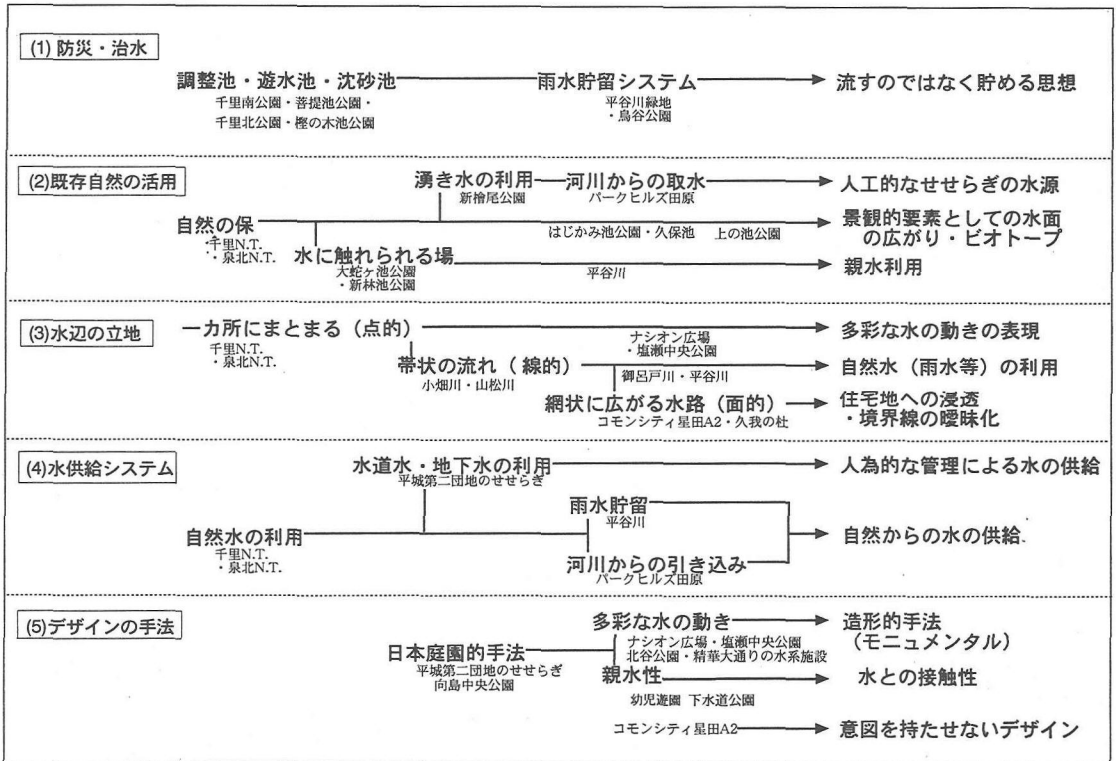 (1) 防災・治水
調整池・遊水池・沈砂池
雨水貯留システム
流すのではなく貯める思想
千里南公園・菩提池公園・
千里北公園・樫の木池公園
平谷川緑地
・鳥谷公園
(2)既存自然の活用
湧き水の利用
河川からの取水
人工的なせせらぎの水源
新檜尾公園
パークヒルズ田原
自然の保
・千里N.T.
・泉北N.T.
はじかみ池公園・久保池 上の池公園
景観的要素としての水面
の広がり・ビオトープ
水に触れられる場
大蛇ヶ池公園
・新林池公園
平谷川
親水利用
(3)水辺の立地
一カ所にまとまる（点的）
千里N.T.
・泉北N.T.
ナシオン広場
・塩瀬中央公園
多彩な水の動きの表現
帯状の流れ（ 線的）
小畑川・山松川
御呂戸川・平谷川
自然水（雨水等）の利用
網状に広がる水路（面的）
コモンシティ星田A2・久我の杜
住宅地への浸透
・境界線の曖昧化
(4)水供給システム
水道水・地下水の利用
平城第二団地のせせらぎ
人為的な管理による水の供給
自然水の利用
千里N.T.
・泉北N.T.
雨水貯留
平谷川
自然からの水の供給.
河川からの引き込み
パークヒルズ田原
(5)デザインの手法
多彩な水の動き
ナシオン広場・塩瀬中央公園
北谷公園・精華大通りの水系施設
造形的手法
（モニュメンタル）
日本庭園的手法
平城第二団地のせせらぎ
向島中央公園
親水性
幼児遊園 下水道公園
水との接触性
コモンシティ星田A2
意図を持たせないデザイン